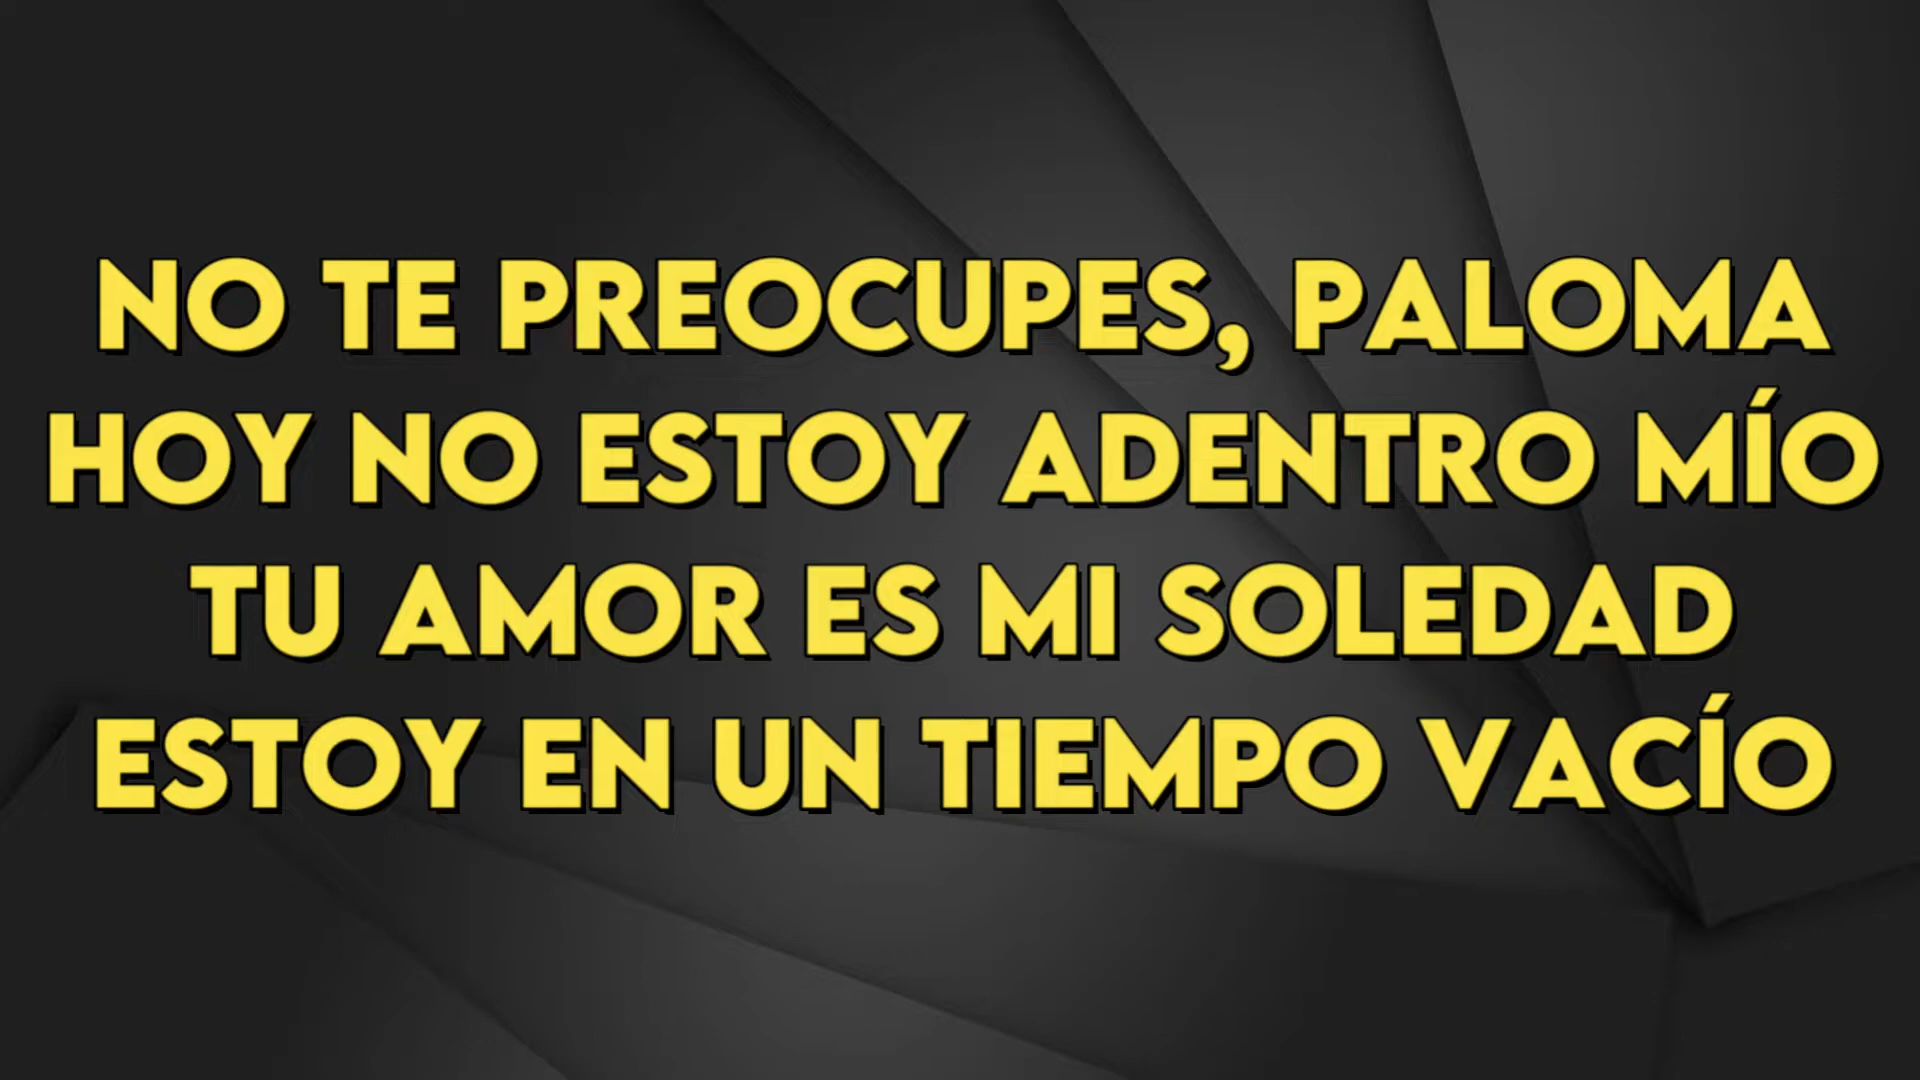 NO TE PREOCUPES, PALOMA
HOY NO ESTOY ADENTRO MÍO
TU AMOR ES MI SOLEDAD
ESTOY EN UN TIEMPO VACÍO